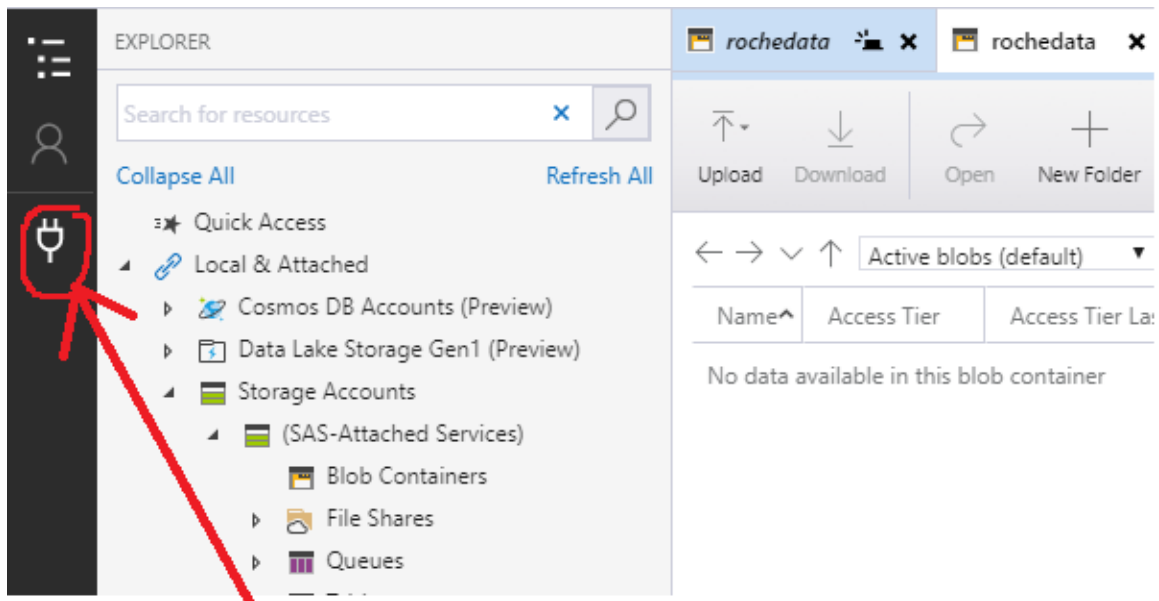 EXPLORER
Search for resources
Collapse All Refresh All
Quick Access
Local & Attached
Cosmos DB Accounts (Preview)
Data Lake Storage Gen1 (Preview)
Storage Accounts
(SAS-Attached Services)
Blob Containers
File Shares
Queues
rochedata rochedata
Upload Download Open New Folder
Active blobs (default)
Name Access Tier Access Tier Las
No data available in this blob container